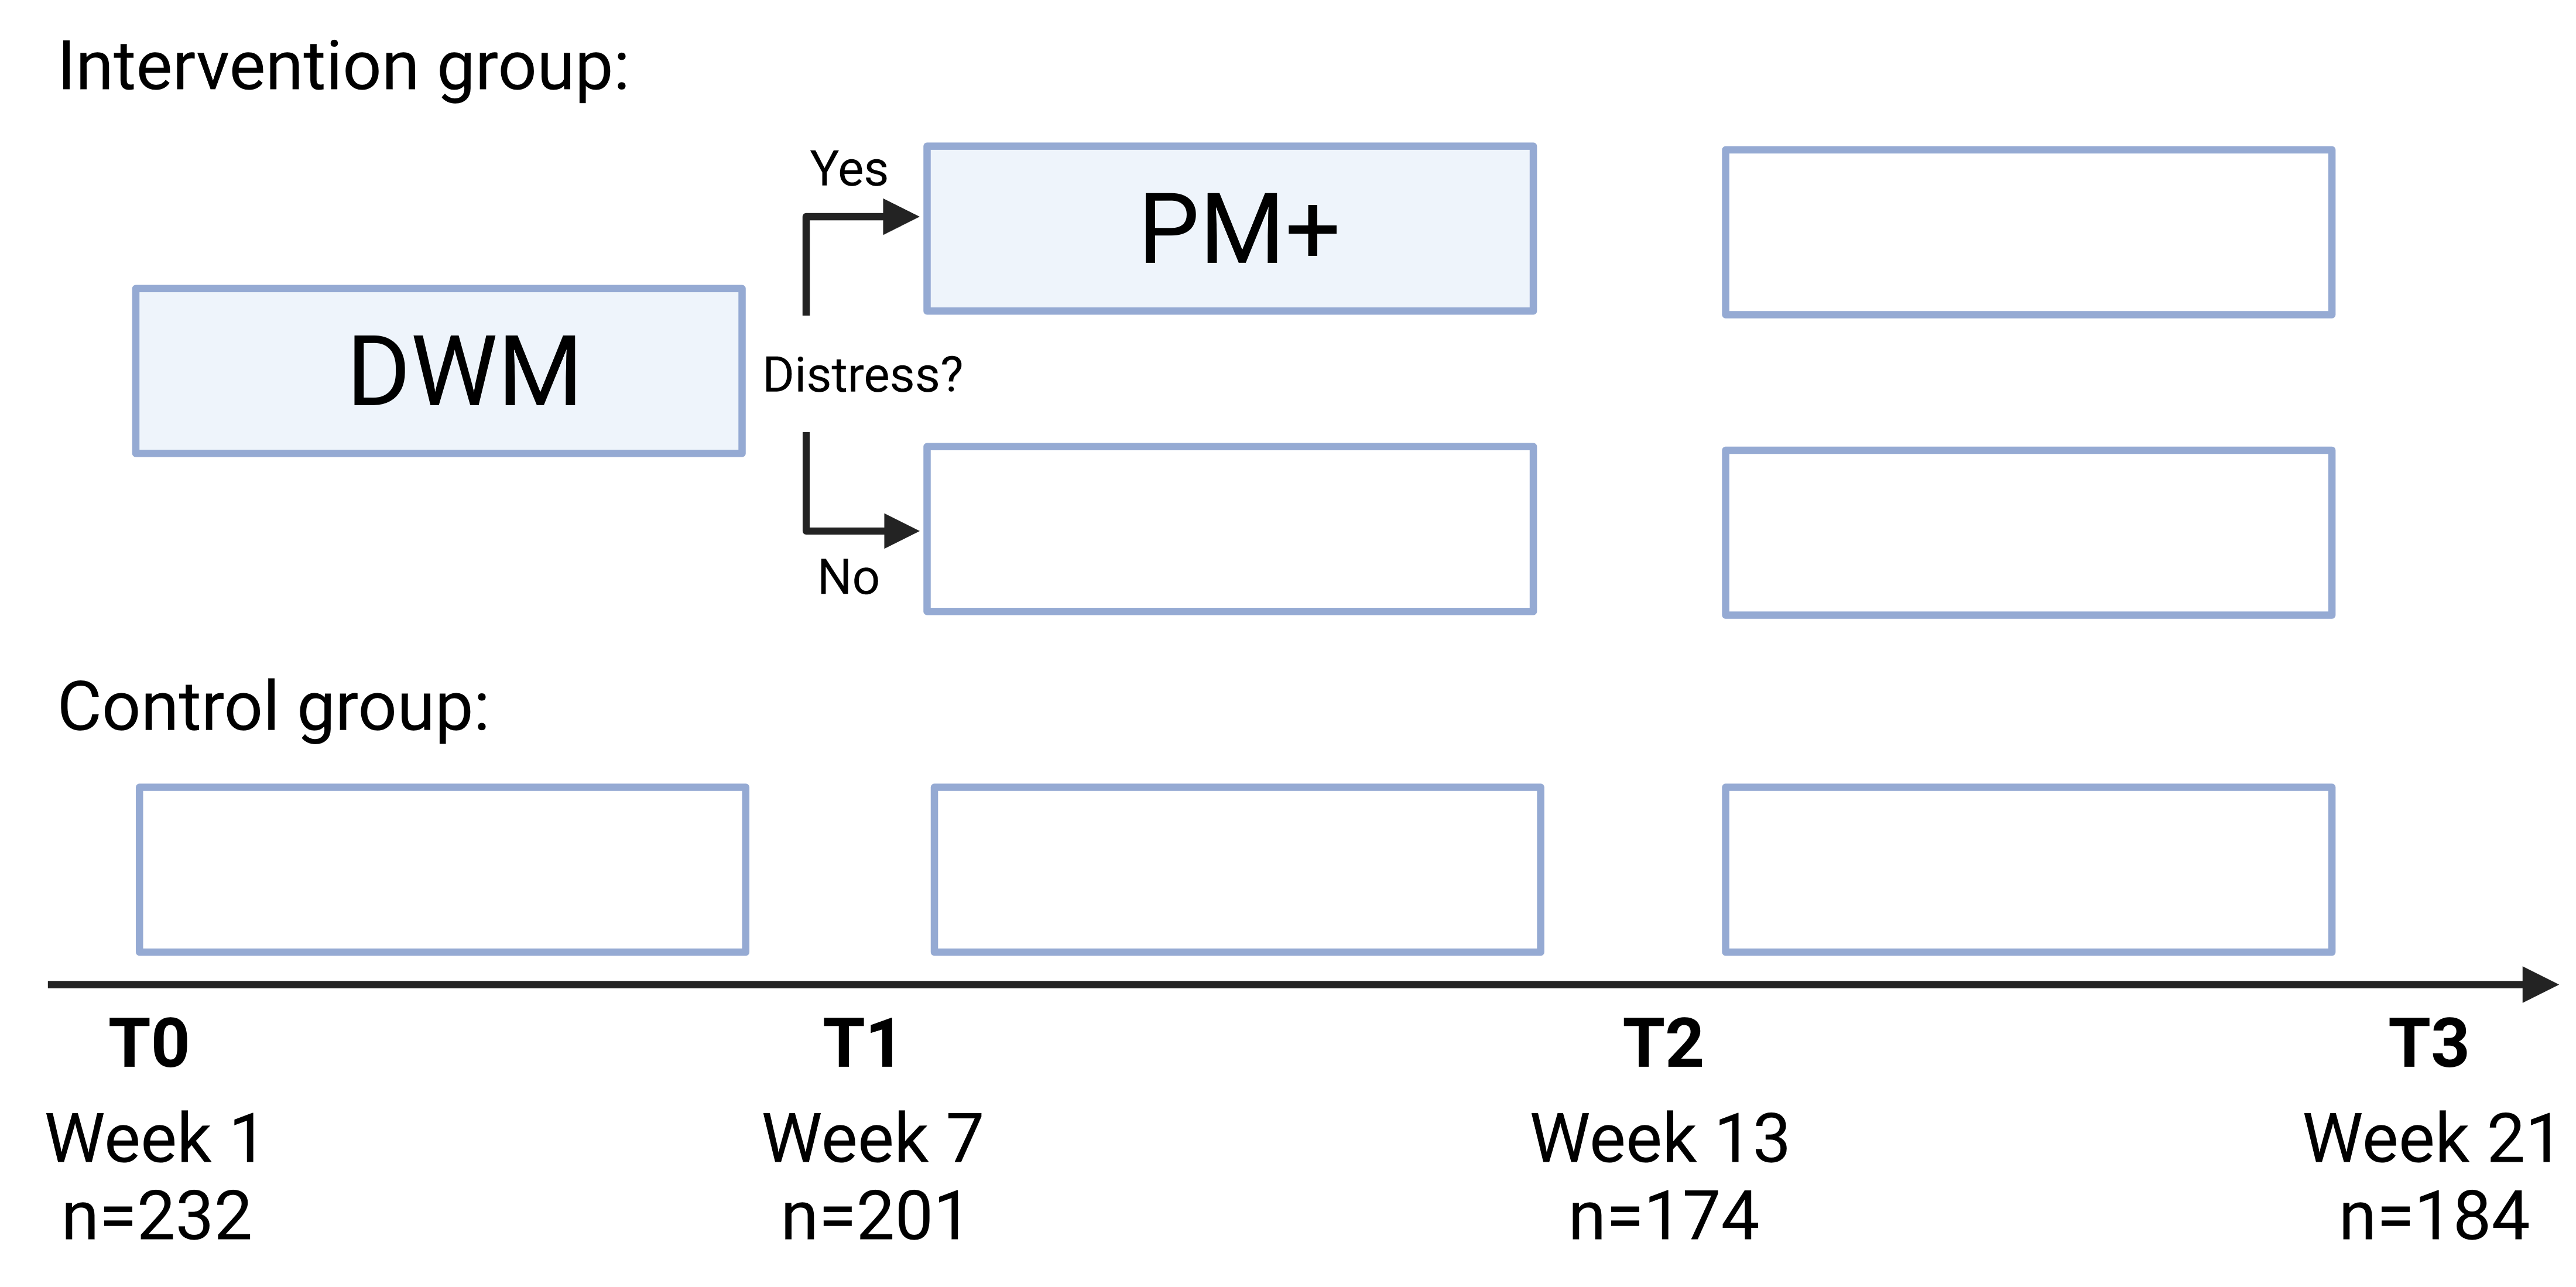 Intervention group:
Yes
PM+
DWM
Distress?
No
Control group:
T0
T1
T2
T3
Week 1
Week 7
Week 13
Week 21
n=232
n=201
n=174
n=184